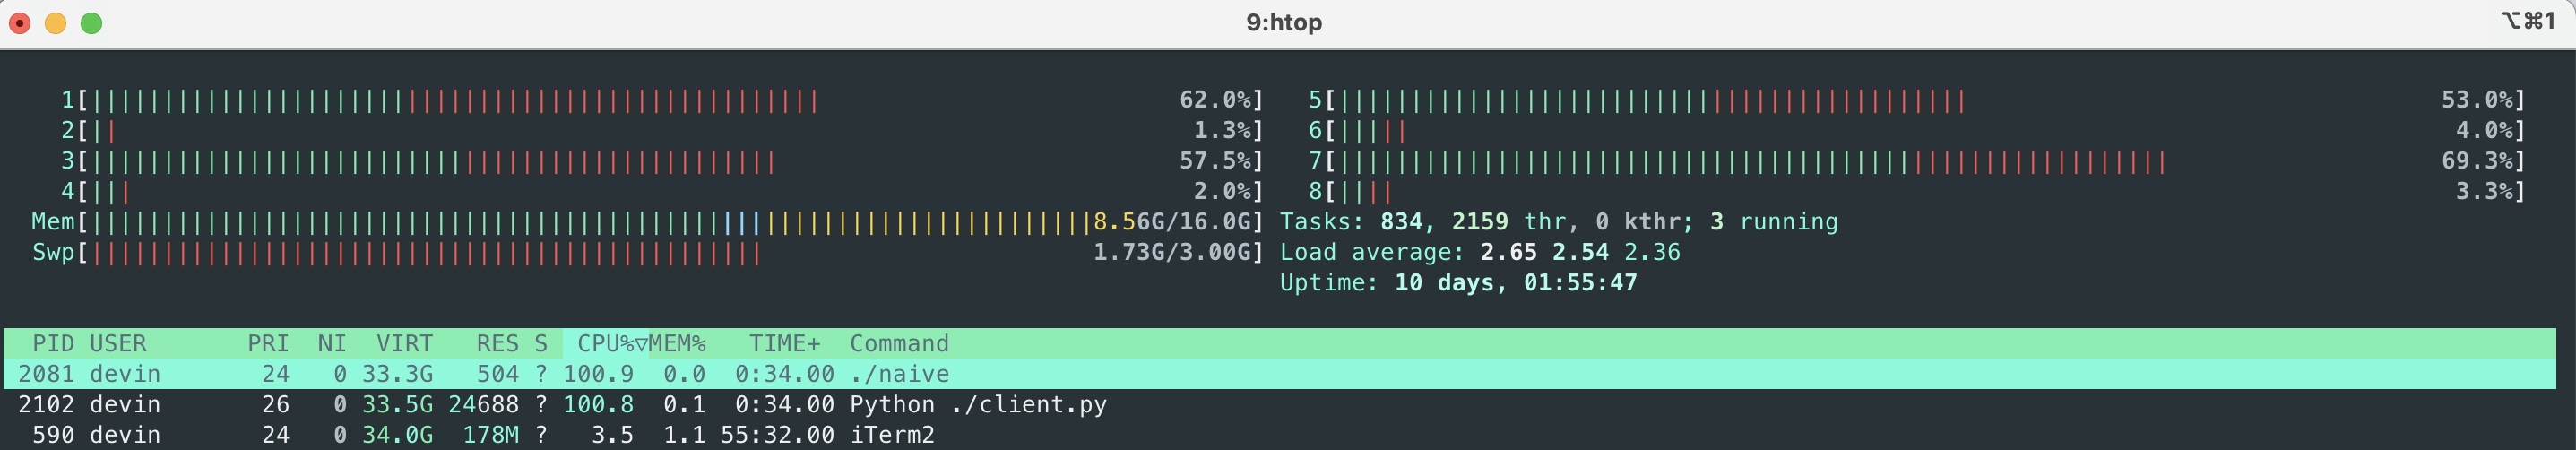 9:htop ⌥⌘1
1[||||||||||||||||||||||||||||||||||||||||||||||||||| 62.0%] 5[|||||||||||||||||||||||||||||||||||||||||||| 53.0%]
2[|| 1.3%] 6[||||| 4.0%]
3[|||||||||||||||||||||||||||||||||||||||||||||||| 57.5%] 7[|||||||||||||||||||||||||||||||||||||||||||||||||||||||||| 69.3%]
4[||| 2.0%] 8[|||| 3.3%]
Mem[||||||||||||||||||||||||||||||||||||||||||||||||||||||||||||||||||||||8.56G/16.0G] Tasks: 834, 2159 thr, 0 kthr; 3 running
Swp[||||||||||||||||||||||||||||||||||||||||||||||| 1.73G/3.00G] Load average: 2.65 2.54 2.36
Uptime: 10 days, 01:55:47
PID USER PRI NI VIRT RES S CPU%▽MEM% TIME+ Command
2081 devin 24 0 33.3G 504 ? 100.9 0.0 0:34.00 ./naive
2102 devin 26 0 33.5G 24688 ? 100.8 0.1 0:34.00 Python ./client.py
590 devin 24 0 34.0G 178M ? 3.5 1.1 55:32.00 iTerm2